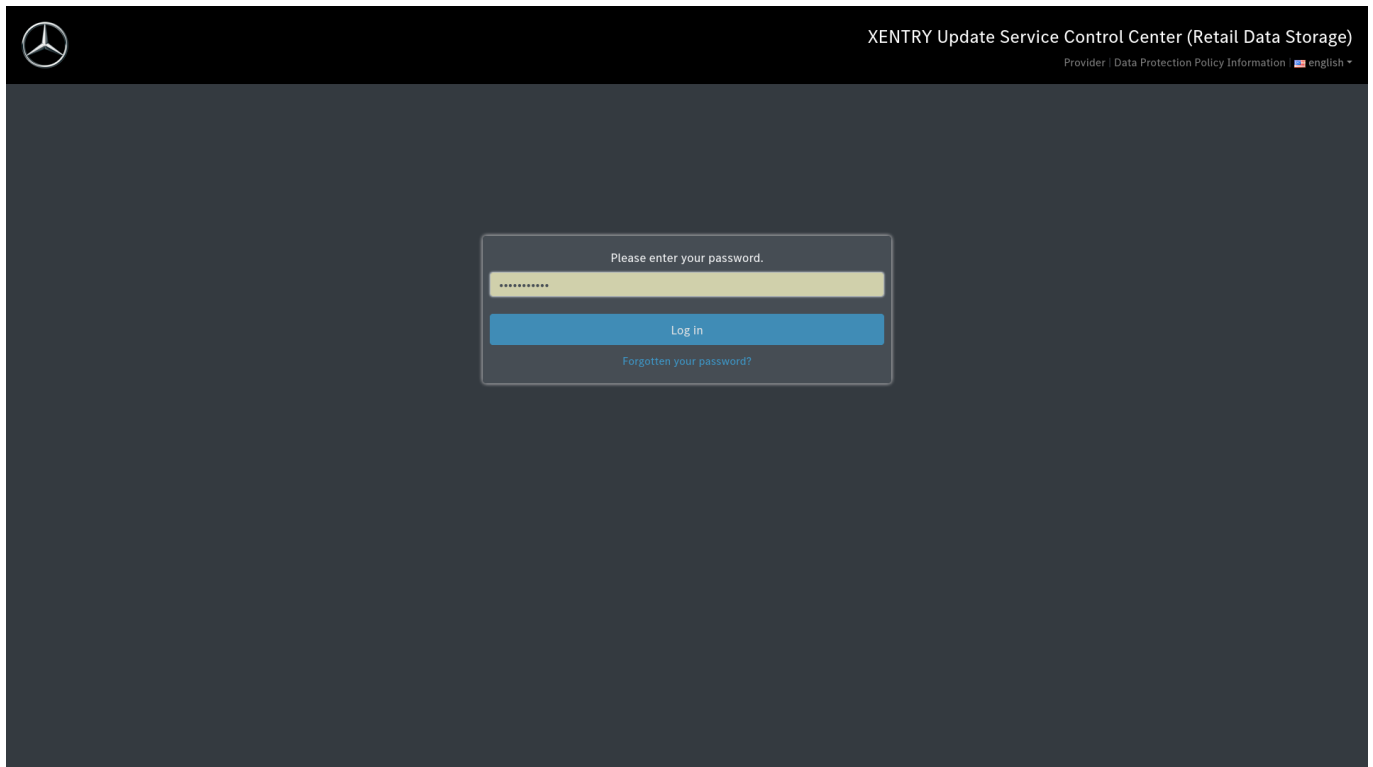 XENTRY Update Service Control Center (Retail Data Storage)
Provider | Data Protection Policy Information | english
Please enter your password.
•••••••••••
Log in
Forgotten your password?